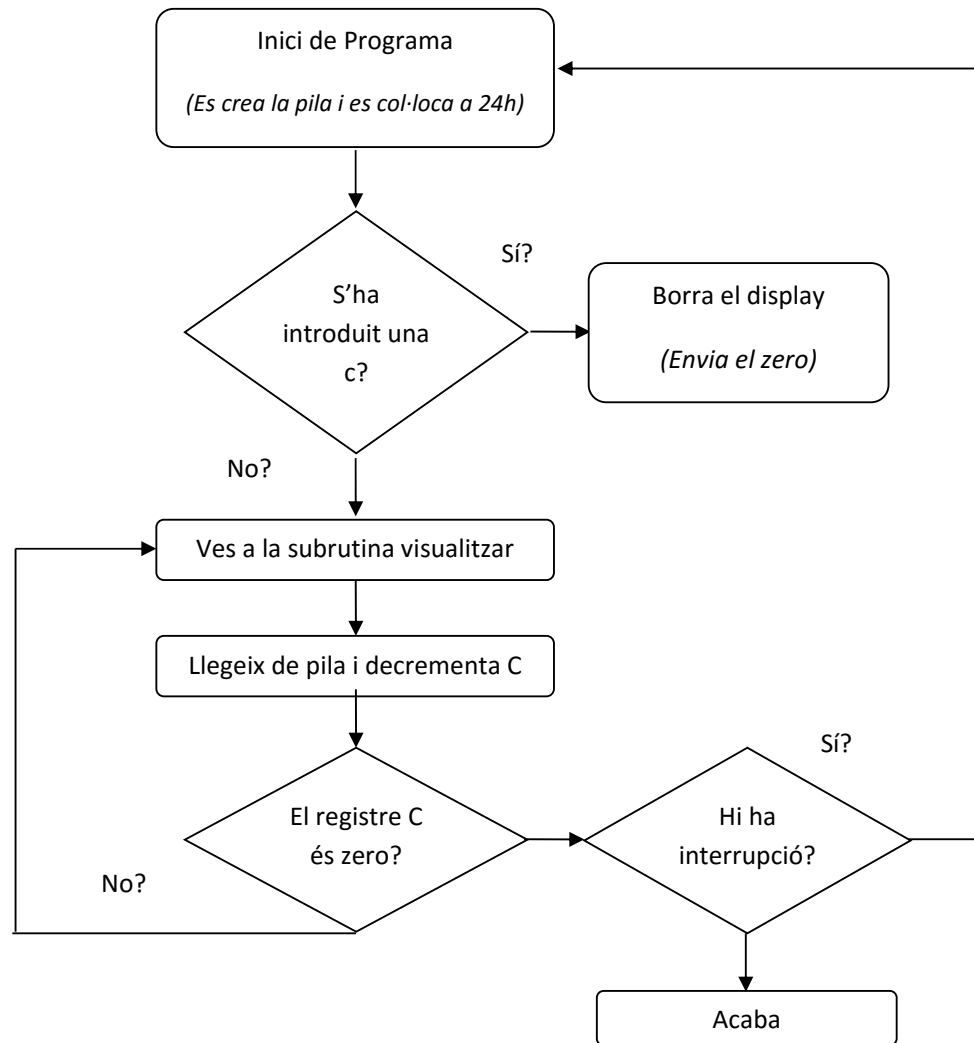 Inici de Programa
(Es crea la pila i es col·loca a 24h)
Sí?
S’ha
introduit una
c?
Borra el display
(Envia el zero)
No?
Ves a la subrutina visualitzar
Llegeix de pila i decrementa C
El registre C
és zero?
No?
Sí?
Hi ha
interrupció?
Acaba